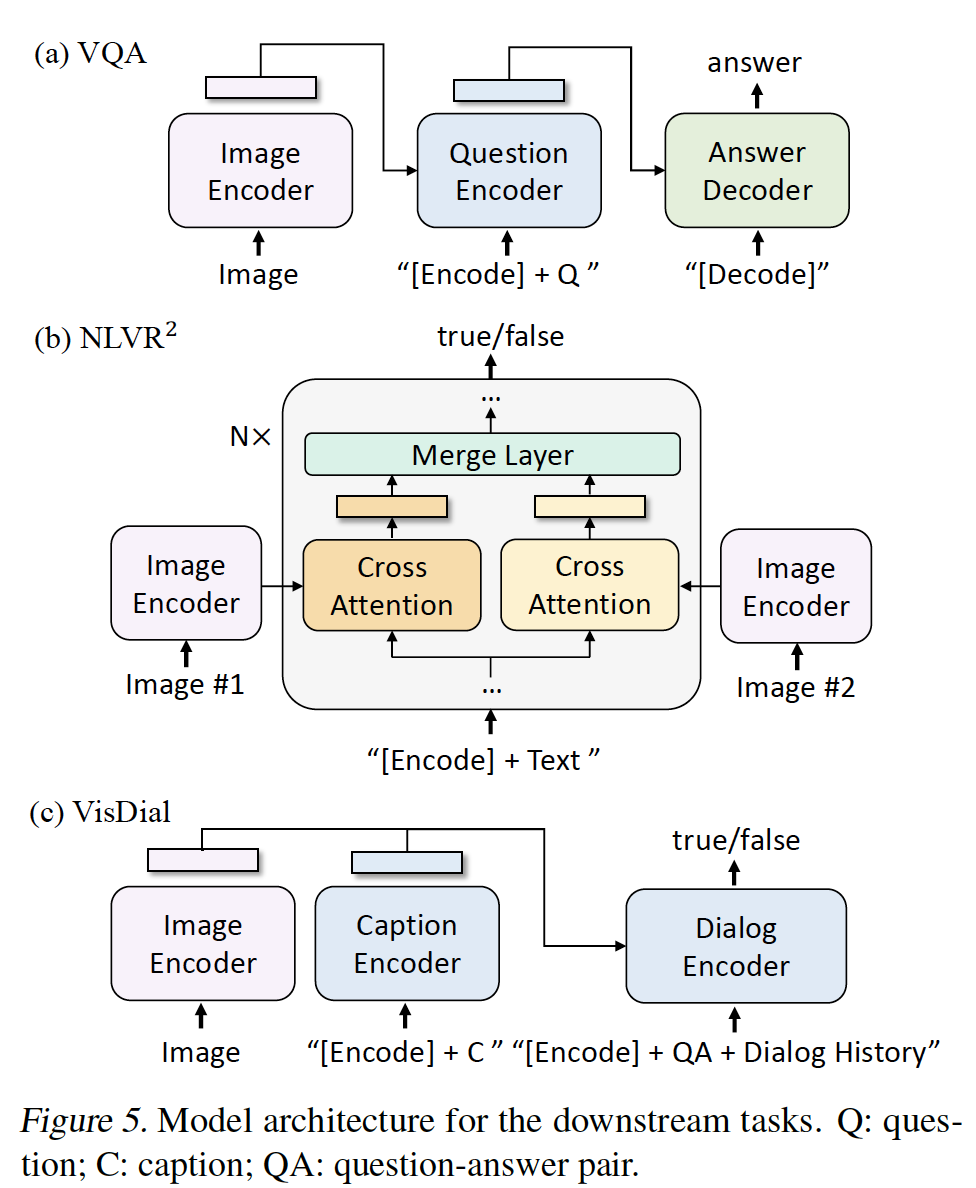 (a) VQA
answer
Image
Encoder
Question
Encoder
Answer
Decoder
Image
“[Encode] + Q ”
“[Decode]”
(b) NLVR²
true/false
...
N×
Merge Layer
Image
Encoder
Cross
Attention
Cross
Attention
Image
Encoder
Image #1
...
Image #2
“[Encode] + Text ”
(c) VisDial
true/false
Image
Encoder
Caption
Encoder
Dialog
Encoder
Image
“[Encode] + C ”
“[Encode] + QA + Dialog History”
Figure 5. Model architecture for the downstream tasks. Q: ques-
tion; C: caption; QA: question-answer pair.